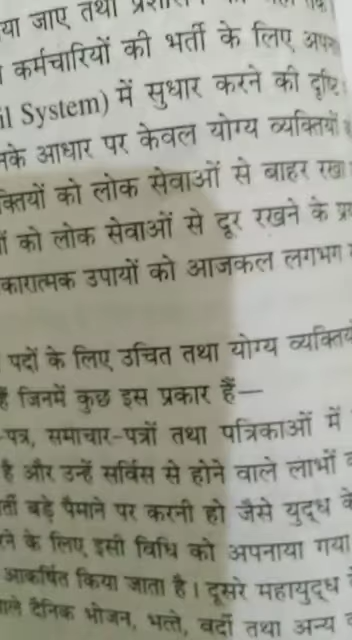 या जाए तथा
कर्मचारियों की भर्ती के लिए
il System) में सुधार करने की दृष्टि
नके आधार पर केवल योग्य व्यक्तियों
क्तियों को लोक सेवाओं से बाहर रखा
ों को लोक सेवाओं से दूर रखने के
कारात्मक उपायों को आजकल लगभग
पदों के लिए उचित तथा योग्य व्यक्तिय
हैं जिनमें कुछ इस प्रकार हैं—
-पत्र, समाचार-पत्रों तथा पत्रिकाओं में
है और उन्हें सर्विस से होने वाले लाभों
र्ती बड़े पैमाने पर करनी हो जैसे युद्ध के
रने के लिए इसी विधि को अपनाया गया
आकर्षित किया जाता है। दूसरे महायुद्ध
वाले दैनिक भोजन, भत्ते, वर्दी तथा अन्य